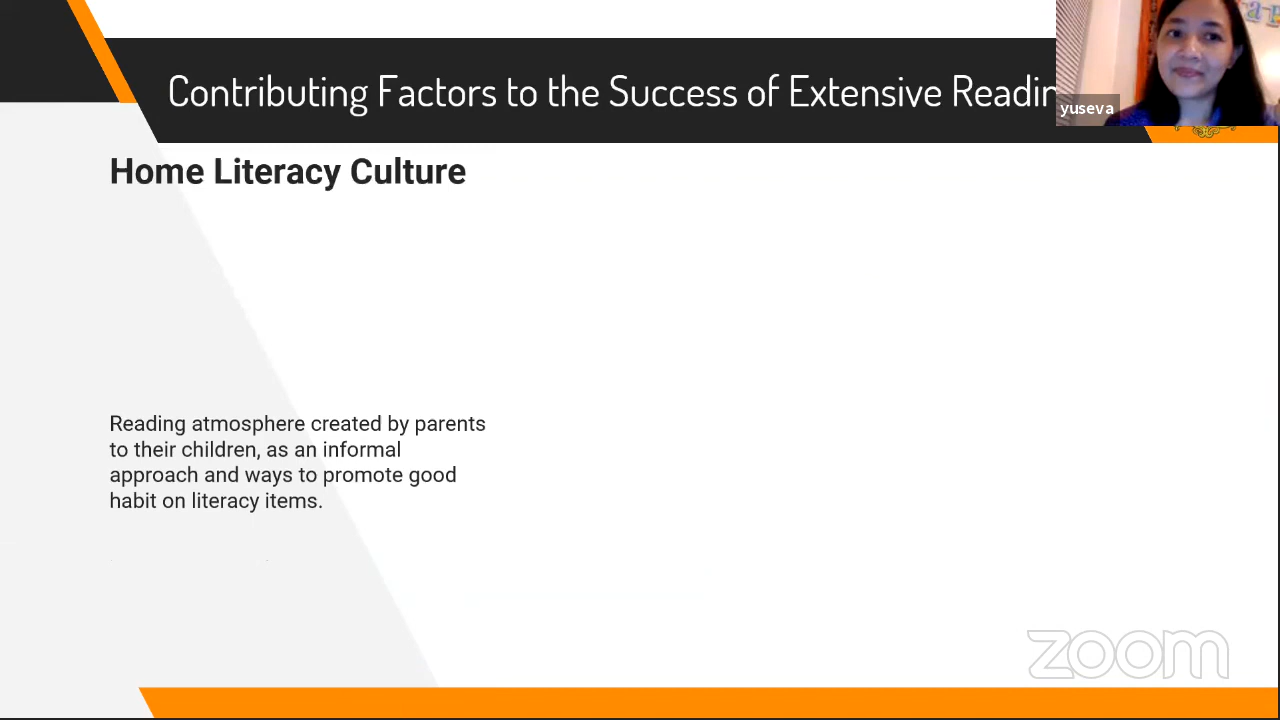 Contributing Factors to the Success of Extensive Readin
yuseva
Home Literacy Culture
Reading atmosphere created by parents
to their children, as an informal
approach and ways to promote good
habit on literacy items.
zoom